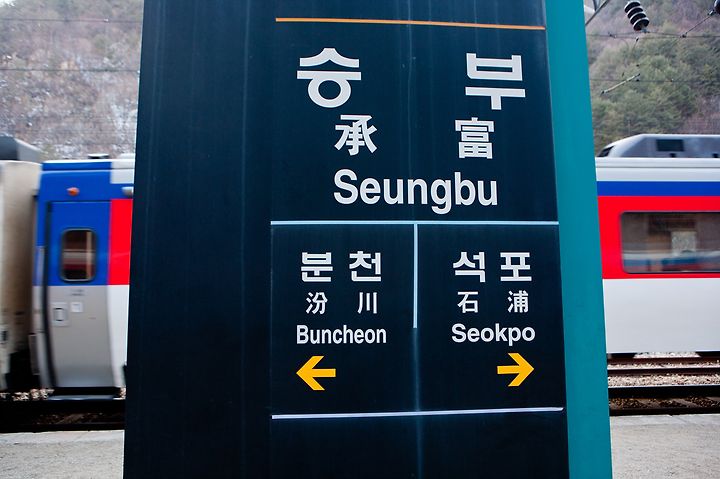 승 부
承 富
Seungbu
분천 석포
汾川 石浦
Buncheon Seokpo
← →